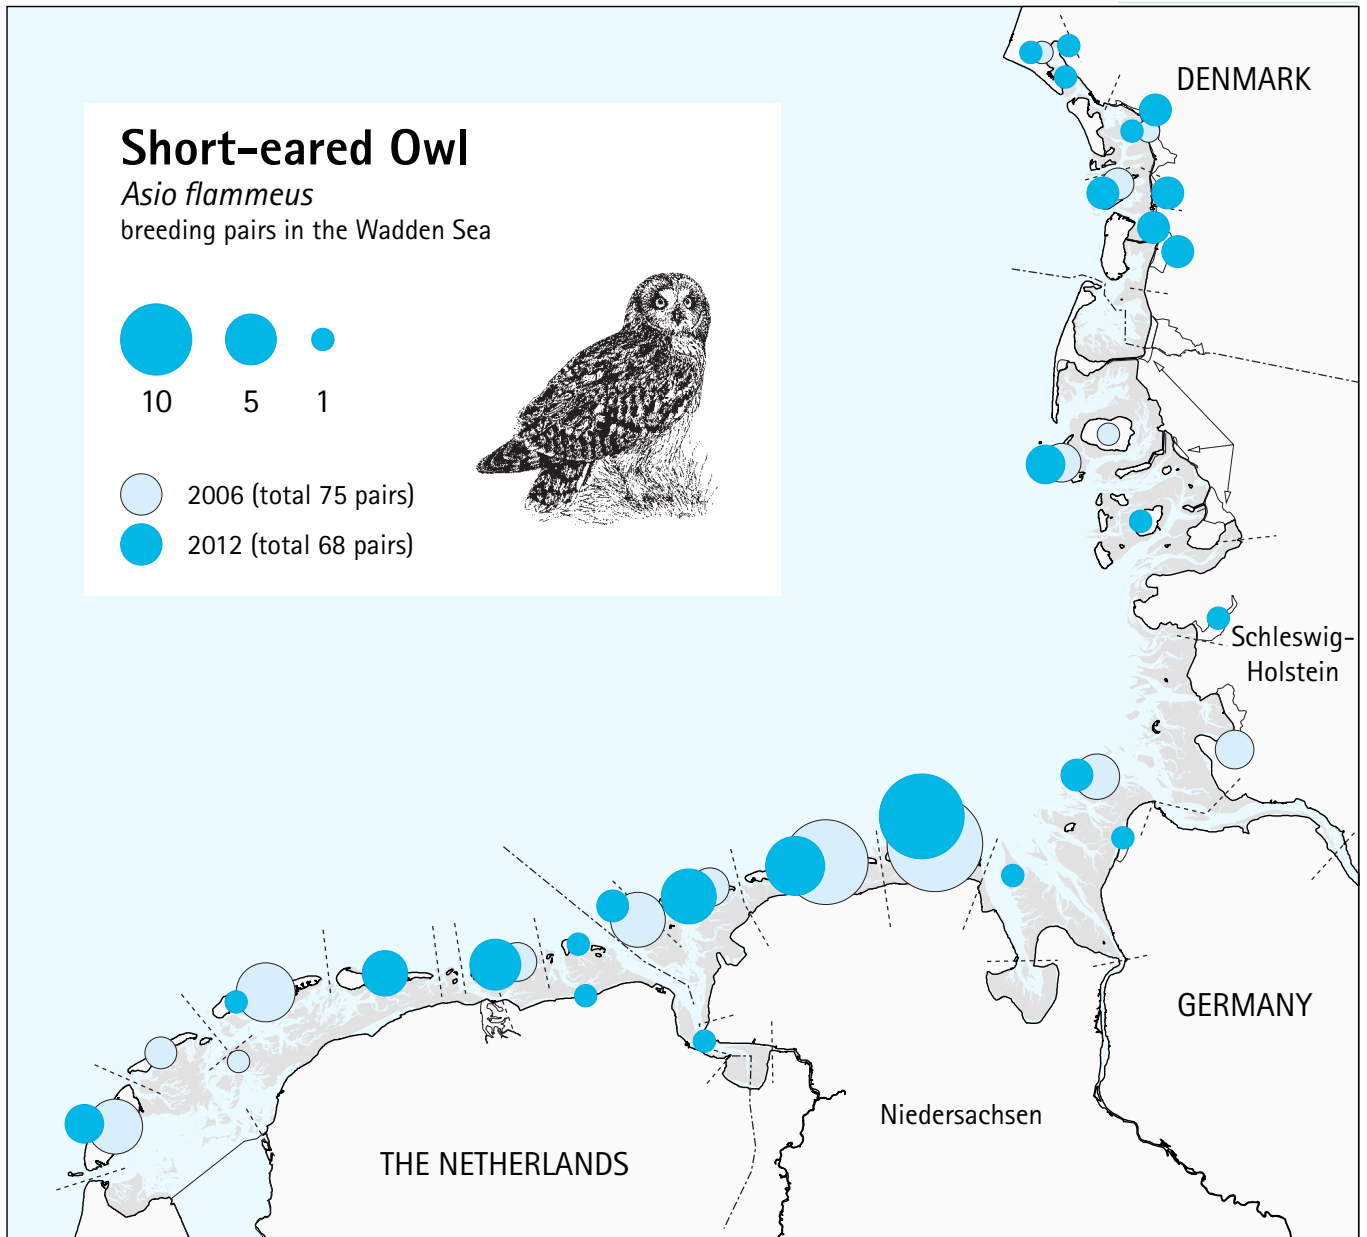 Short-eared Owl
Asio flammeus
breeding pairs in the Wadden Sea
10 5 1
2006 (total 75 pairs)
2012 (total 68 pairs)
DENMARK
Schleswig-
Holstein
GERMANY
Niedersachsen
THE NETHERLANDS